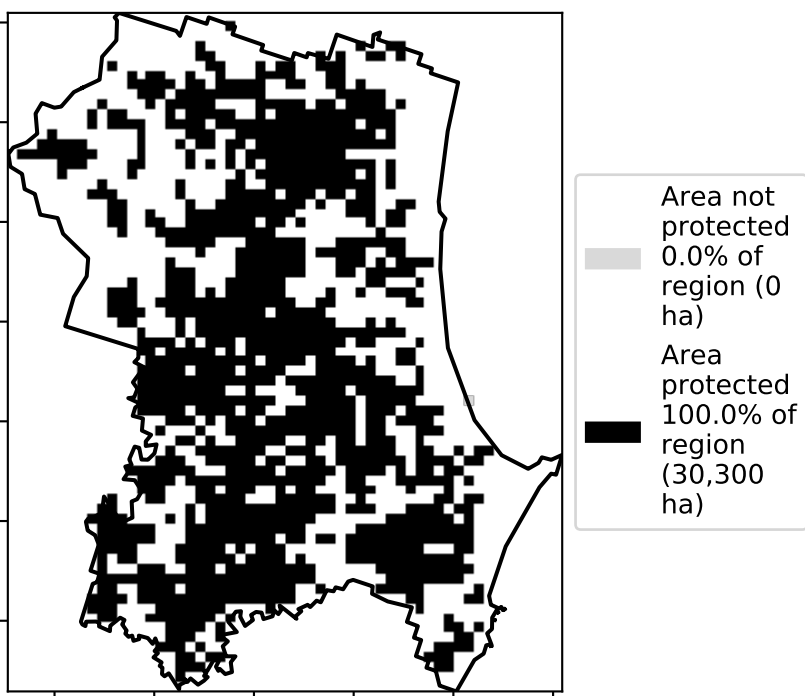 Area not
protected
0.0% of
region (0
ha)
Area
protected
100.0% of
region
(30,300
ha)